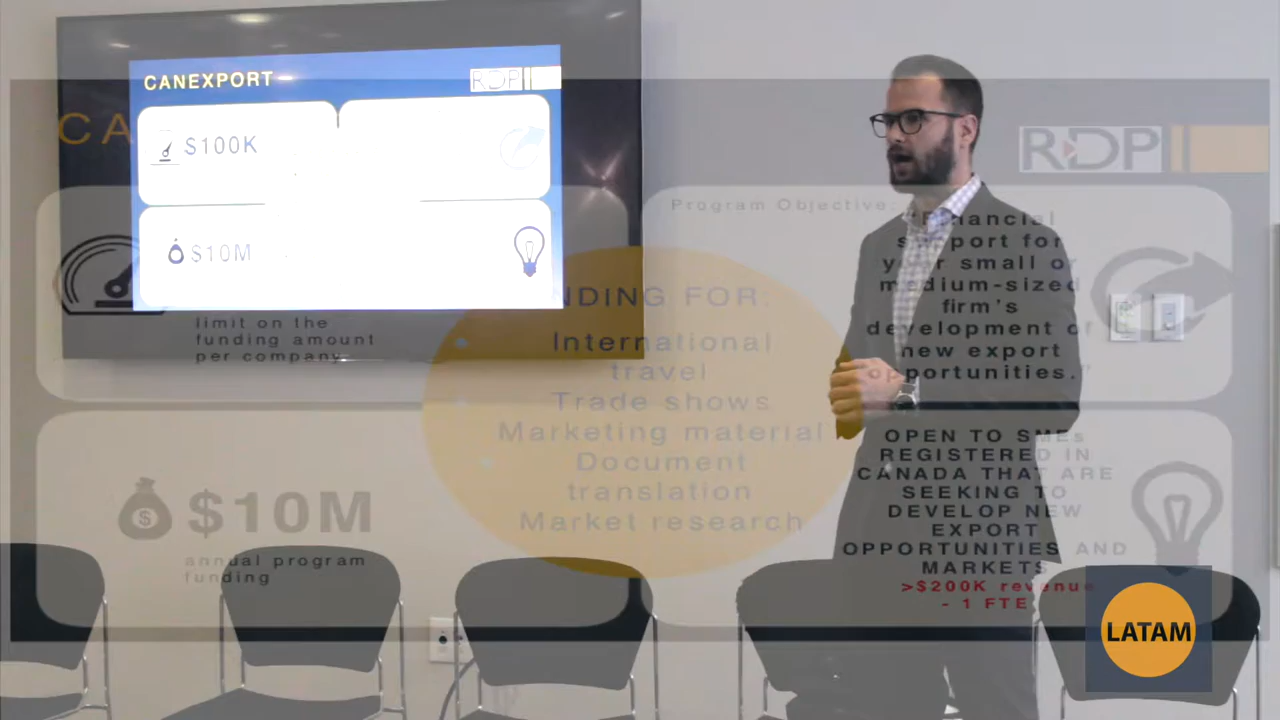 CANEXPORT
RDP
$100K
$10M
CA
RDP
limit on the
funding amount
per company
$10M
annual program
funding
NDING FOR:
International
travel
Trade shows
Marketing material
Document
translation
Market research
Program Objective:
"Financial
support for
your small or
medium-sized
firm's
development of
new export
opportunities."
OPEN TO SMEs
REGISTERED IN
CANADA THAT ARE
SEEKING TO
DEVELOP NEW
EXPORT
OPPORTUNITIES AND
MARKETS
>$200K revenue
- 1 FTE
LATAM